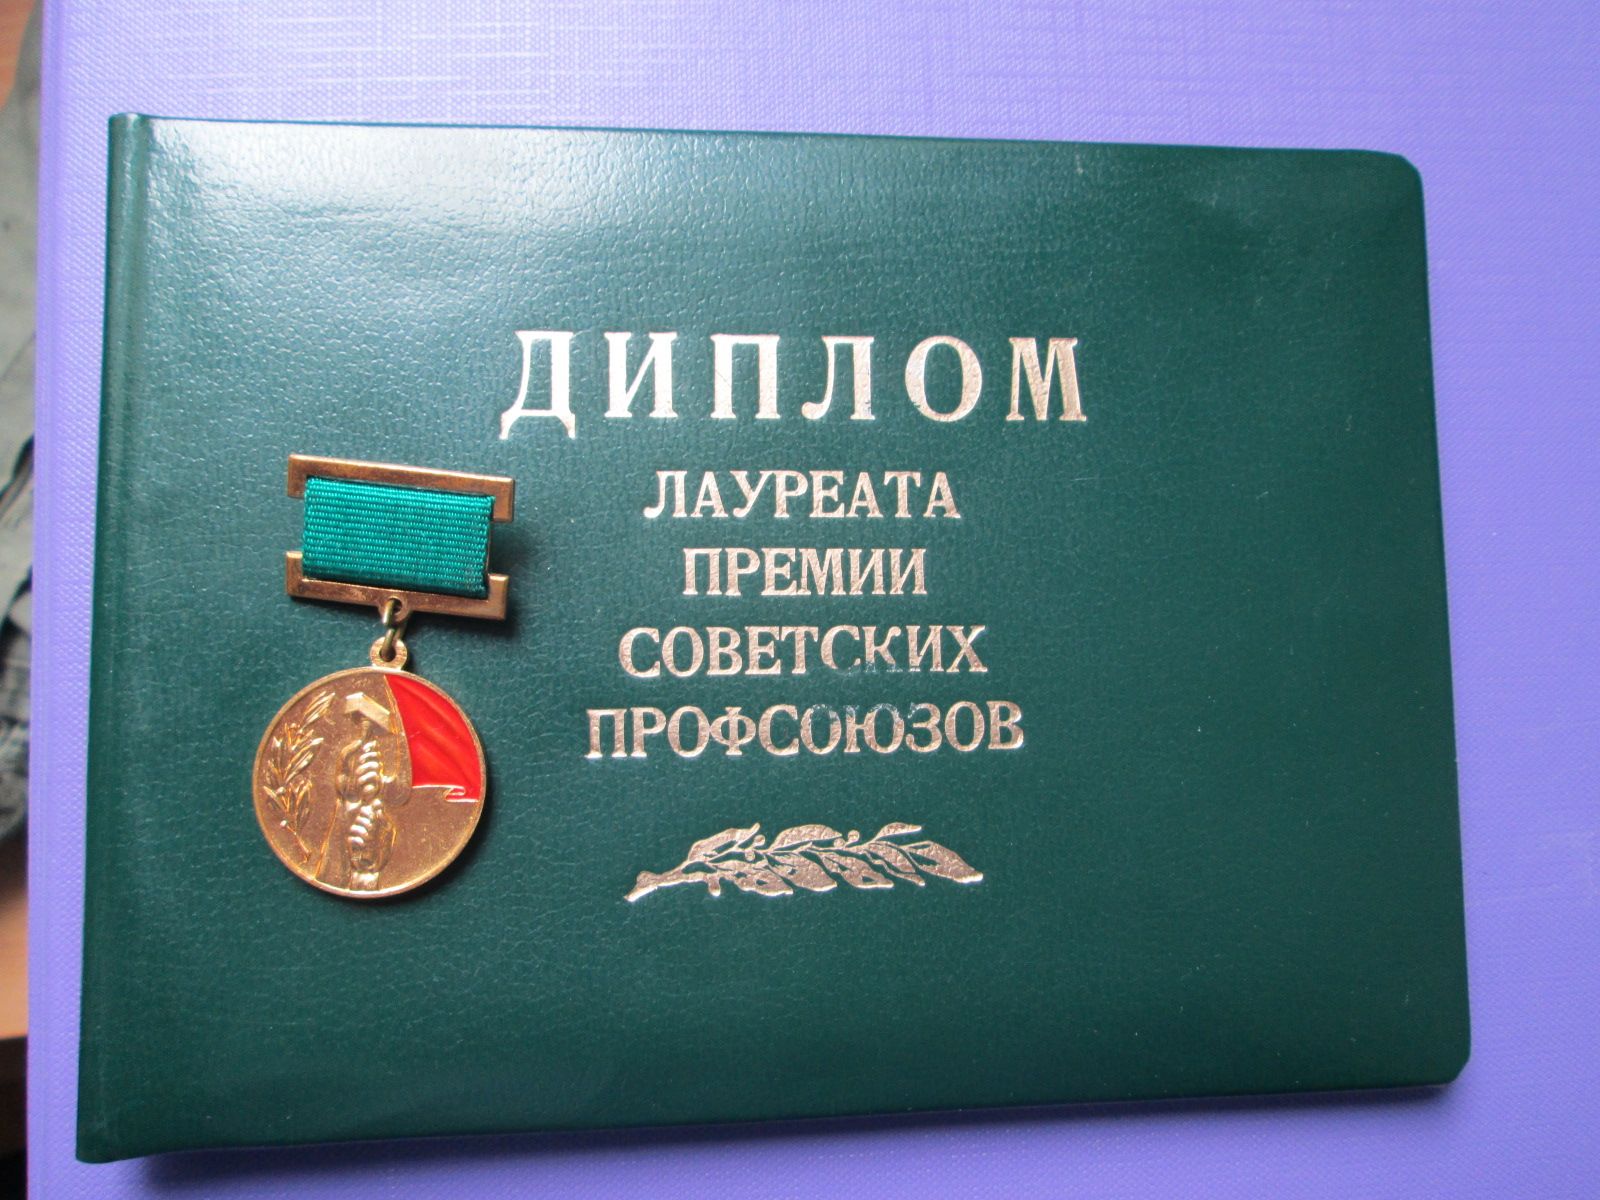 ДИПЛОМ
ЛАУРЕАТА
ПРЕМИИ
СОВЕТСКИХ
ПРОФСОЮЗОВ